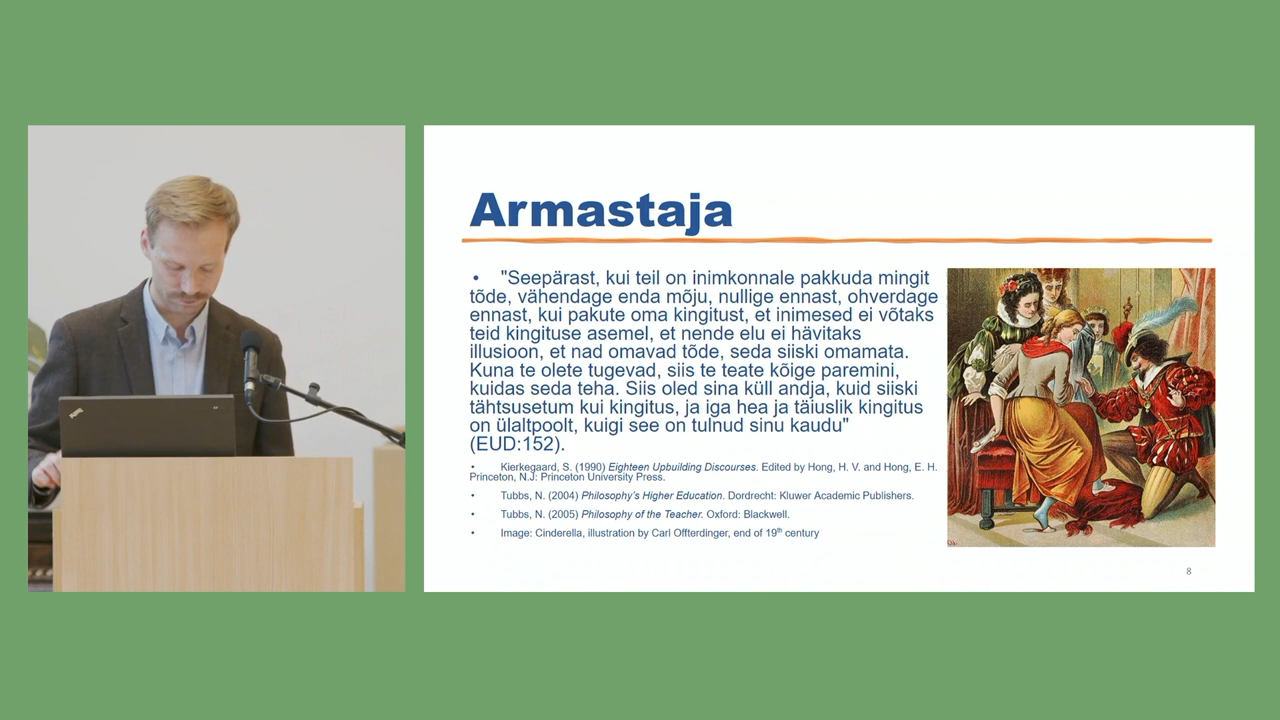 Armastaja
• "Seepärast, kui teil on inimkonnale pakkuda mingit
tõde, vähendage enda mõju, nullige ennast, ohverdage
ennast, kui pakute oma kingitust, et inimesed ei võtaks
teid kingituse asemel, et nende elu ei hävitaks
illusioon, et nad omavad tõde, seda siiski omamata.
Kuna te olete tugevad, siis te teate kõige paremini,
kuidas seda teha. Siis oled sina küll andja, kuid siiski
tähtsusetum kui kingitus, ja iga hea ja täiuslik kingitus
on ülaltpoolt, kuigi see on tulnud sinu kaudu"
(EUD:152).
• Kierkegaard, S. (1990) Eighteen Upbuilding Discourses. Edited by Hong, H. V. and Hong, E. H.
Princeton, N.J: Princeton University Press.
• Tubbs, N. (2004) Philosophy's Higher Education. Dordrecht: Kluwer Academic Publishers.
• Tubbs, N. (2005) Philosophy of the Teacher. Oxford: Blackwell.
• Image: Cinderella, illustration by Carl Offterdinger, end of 19th century
8